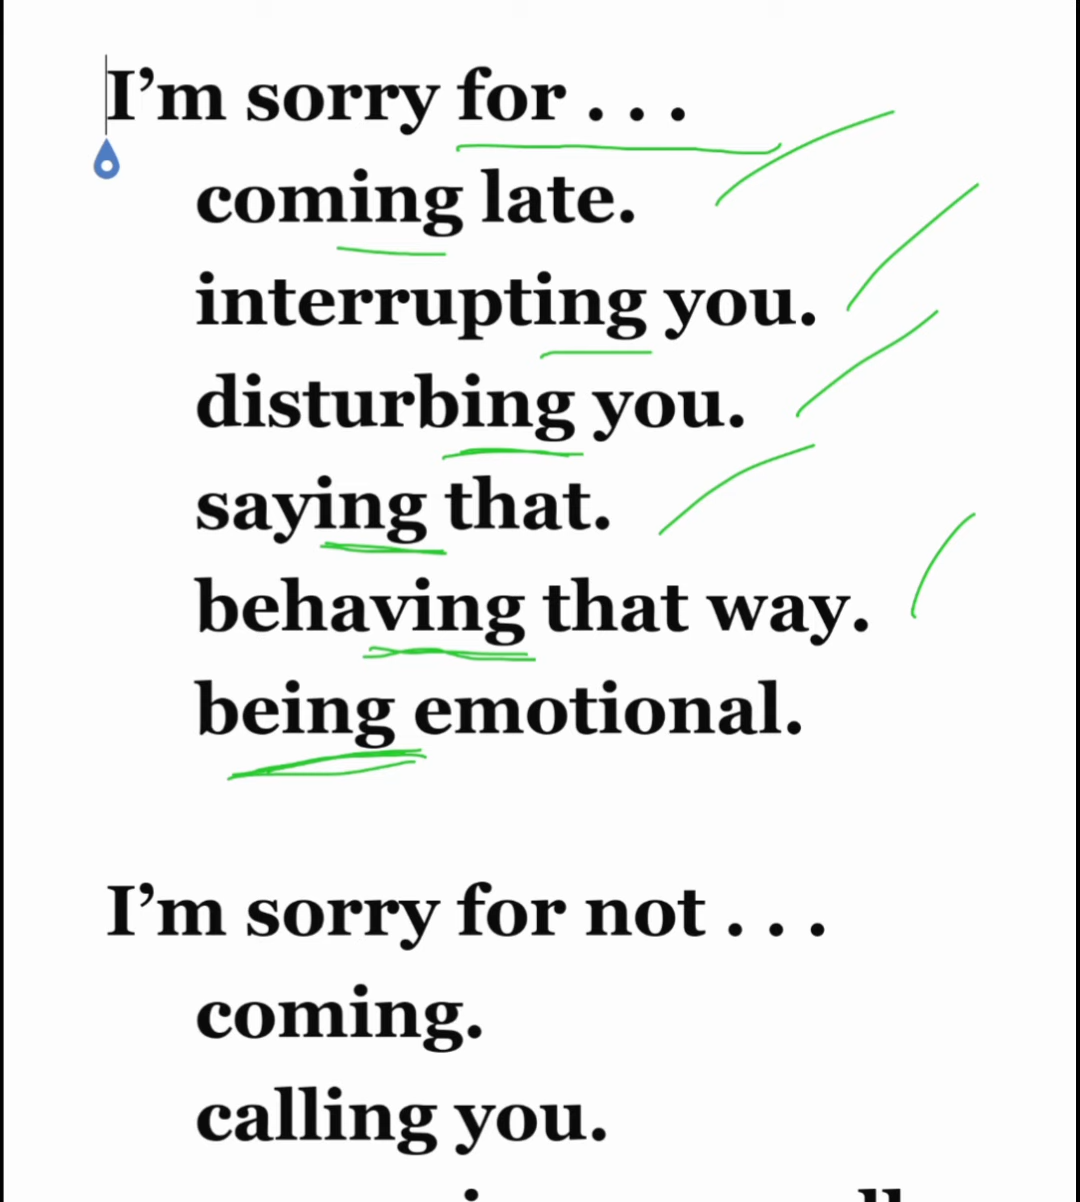 I’m sorry for . . .
coming late.
interrupting you.
disturbing you.
saying that.
behaving that way.
being emotional.
I’m sorry for not . . .
coming.
calling you.